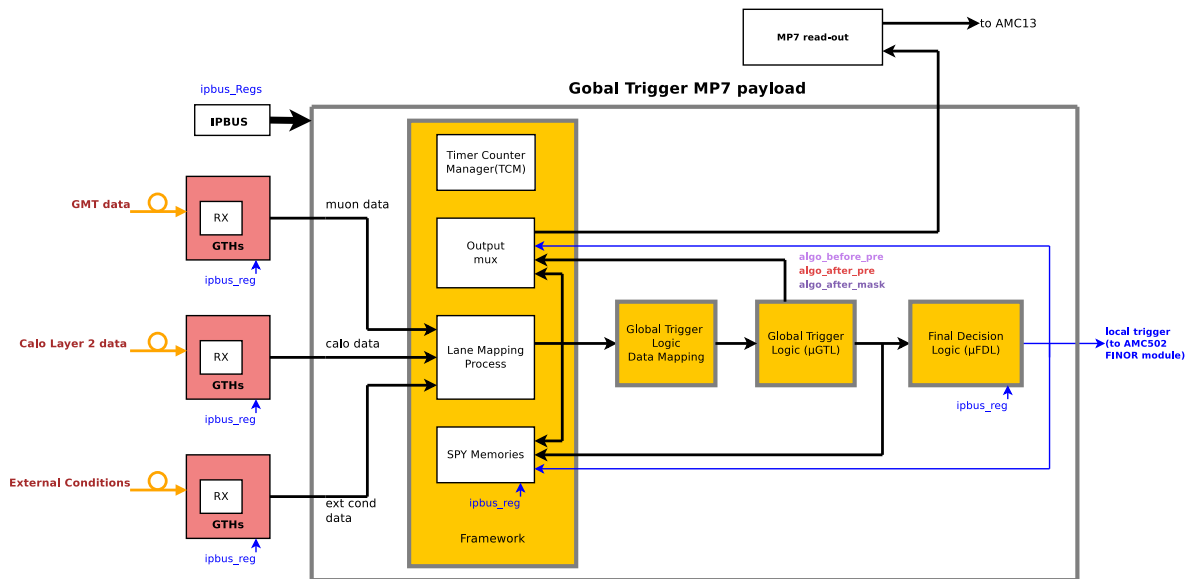 MP7 read-out
to AMC13
Gobal Trigger MP7 payload
ipbus_Regs
IPBUS
Timer Counter
Manager(TCM)
GMT data
RX
GTHs
ipbus_reg
muon data
Output
mux
algo_before_pre
algo_after_pre
algo_after_mask
Calo Layer 2 data
RX
GTHs
ipbus_reg
calo data
Lane Mapping
Process
Global Trigger
Logic
Data Mapping
Global Trigger
Logic (µGTL)
Final Decision
Logic (µFDL)
ipbus_reg
local trigger
(to AMC502
FINOR module)
External Conditions
RX
GTHs
ipbus_reg
ext cond
data
SPY Memories
ipbus_reg
Framework